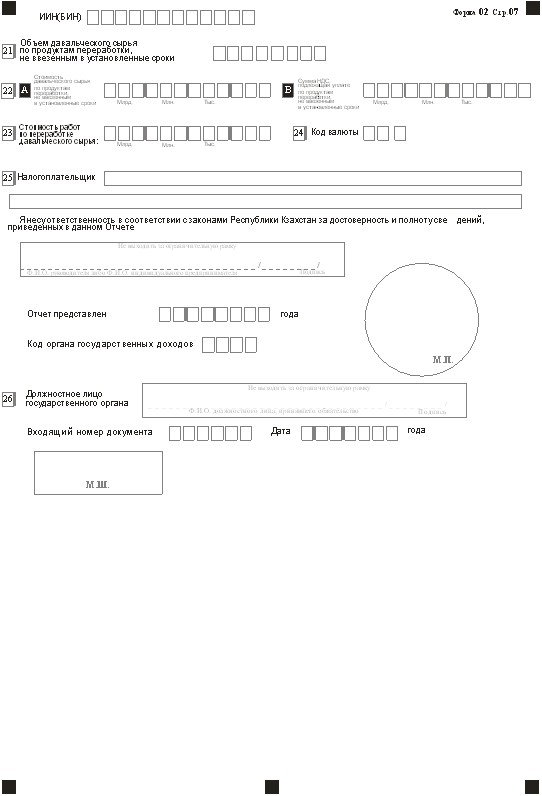 ИИН(БИН)
Форма 02 Стр.07
21 Объем давальческого сырья
по продуктам переработки,
не ввезенным в установленные сроки
22 A Стоимость
давальческого сырья
по продуктам
переработки,
не ввезенным
в установленные сроки
Млрд. Млн. Тыс.
B Сумма НДС,
подлежащая уплате,
по продуктам
переработки,
не ввезенным
в установленные сроки
Млрд. Млн. Тыс.
23 Стоимость работ
по переработке
давальческого сырья:
Млрд. Млн. Тыс.
24 Код валюты
25 Налогоплательщик
Я несу ответственность в соответствии с законами Республики Кзахстан за достоверность и полноту све дений,
приведенных в данном Отчете
Не выходить за ограничительную рамку
/ /
Ф.И.О. руководителя либо Ф.И.О. индивидуального предпринимателя Подпись
Отчет представлен года
Код органа государственных доходов
М.П.
26 Должностное лицо
государственного органа
Не выходить за ограничительную рамку
/ /
Ф.И.О. должностного лица, принявшего обязательство Подпись
Входящий номер документа Дата года
М.Ш.